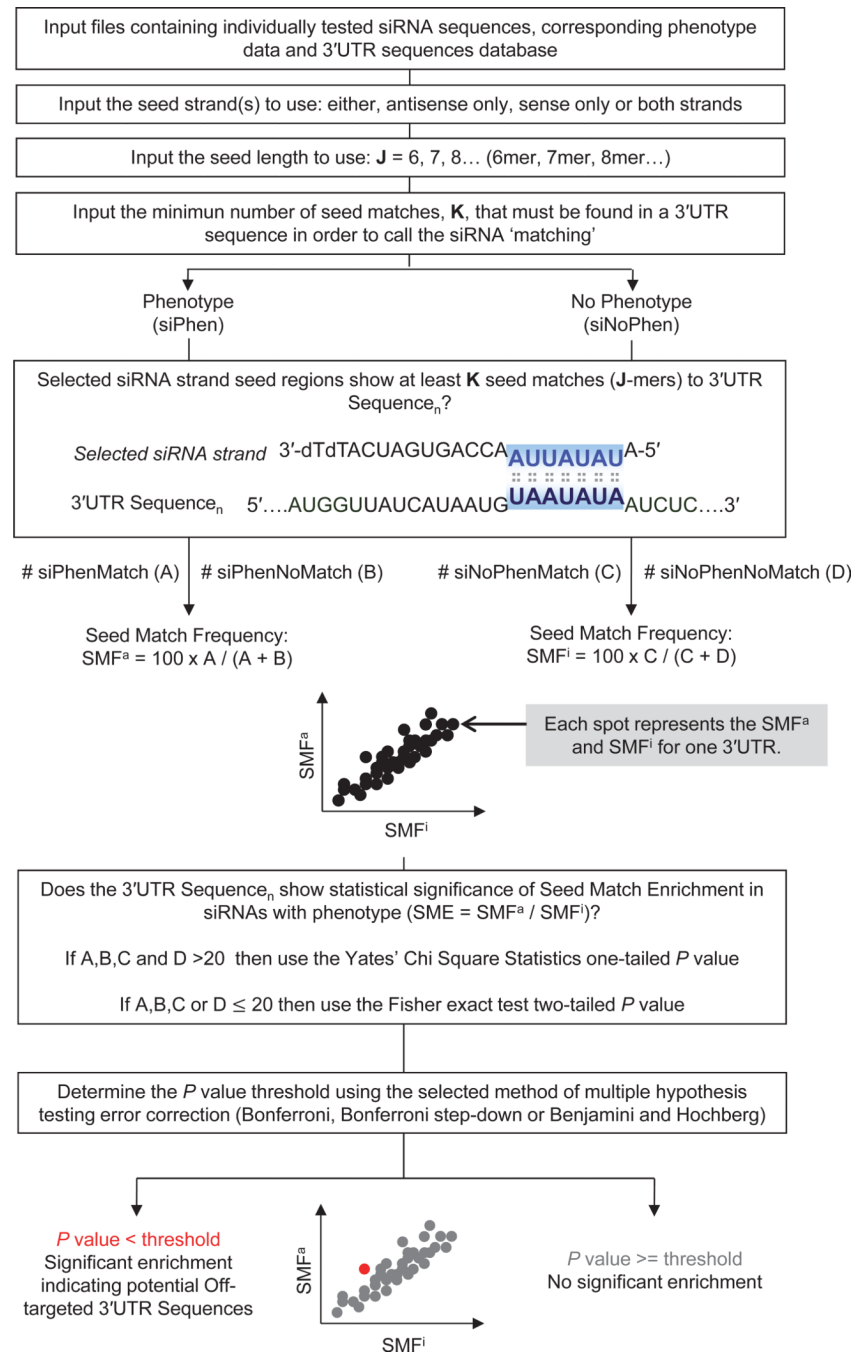 Input files containing individually tested siRNA sequences, corresponding phenotype
data and 3′UTR sequences database
Input the seed strand(s) to use: either, antisense only, sense only or both strands
Input the seed length to use: J = 6, 7, 8… (6mer, 7mer, 8mer…)
Input the minimun number of seed matches, K, that must be found in a 3′UTR
sequence in order to call the siRNA ‘matching’
Phenotype
(siPhen)
No Phenotype
(siNoPhen)
Selected siRNA strand seed regions show at least K seed matches (J-mers) to 3′UTR
Sequenceₙ?
Selected siRNA strand 3′-dTdTACUAGUGACCAAUUAUAUA-5′
3′UTR Sequenceₙ 5′….AUGGUUAUCAUAAUGUAAUAUAAUCUC….3′
# siPhenMatch (A)
# siPhenNoMatch (B)
# siNoPhenMatch (C)
# siNoPhenNoMatch (D)
Seed Match Frequency:
SMFᵃ = 100 x A / (A + B)
Seed Match Frequency:
SMFⁱ = 100 x C / (C + D)
SMFᵃ
SMFⁱ
Each spot represents the SMFᵃ
and SMFⁱ for one 3′UTR.
Does the 3′UTR Sequenceₙ show statistical significance of Seed Match Enrichment in
siRNAs with phenotype (SME = SMFᵃ / SMFⁱ)?
If A,B,C and D >20 then use the Yates’ Chi Square Statistics one-tailed P value
If A,B,C or D ≤ 20 then use the Fisher exact test two-tailed P value
Determine the P value threshold using the selected method of multiple hypothesis
testing error correction (Bonferroni, Bonferroni step-down or Benjamini and Hochberg)
P value < threshold
Significant enrichment
indicating potential Off-
targeted 3′UTR Sequences
SMFᵃ
SMFⁱ
P value >= threshold
No significant enrichment